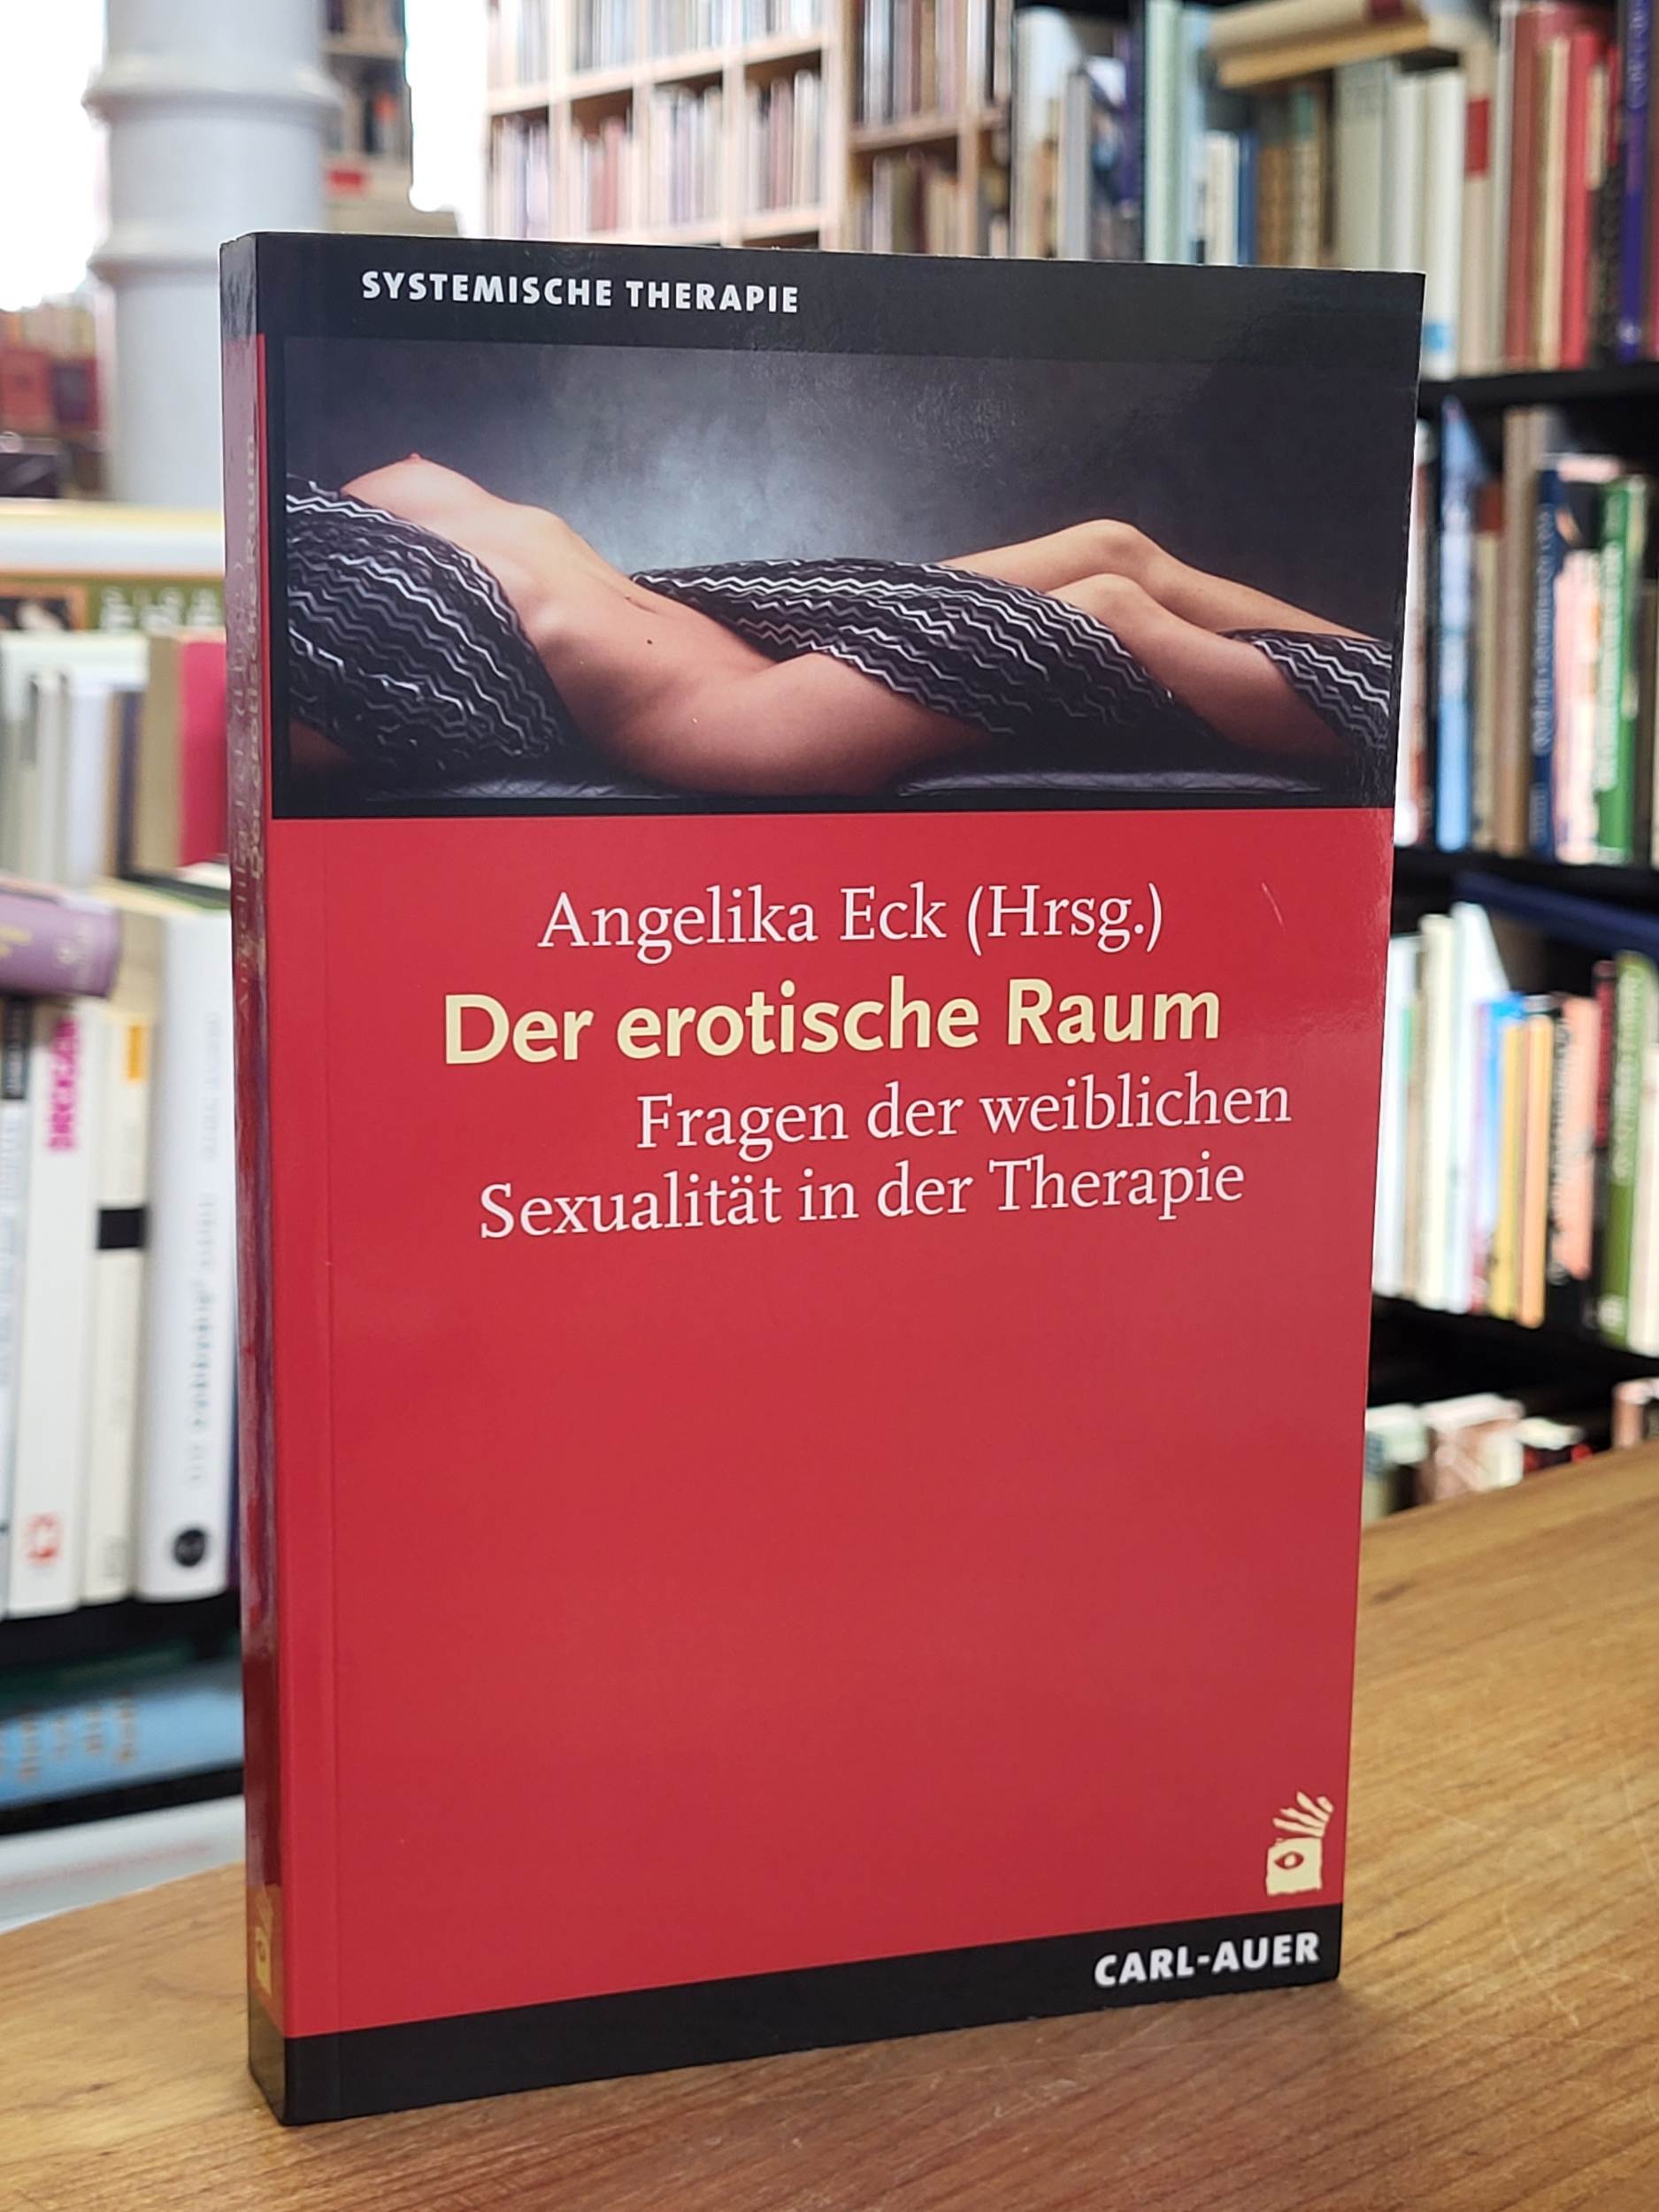 SYSTEMISCHE THERAPIE
Angelika Eck (Hrsg.)
Der erotische Raum
Fragen der weiblichen
Sexualität in der Therapie
CARL-AUER